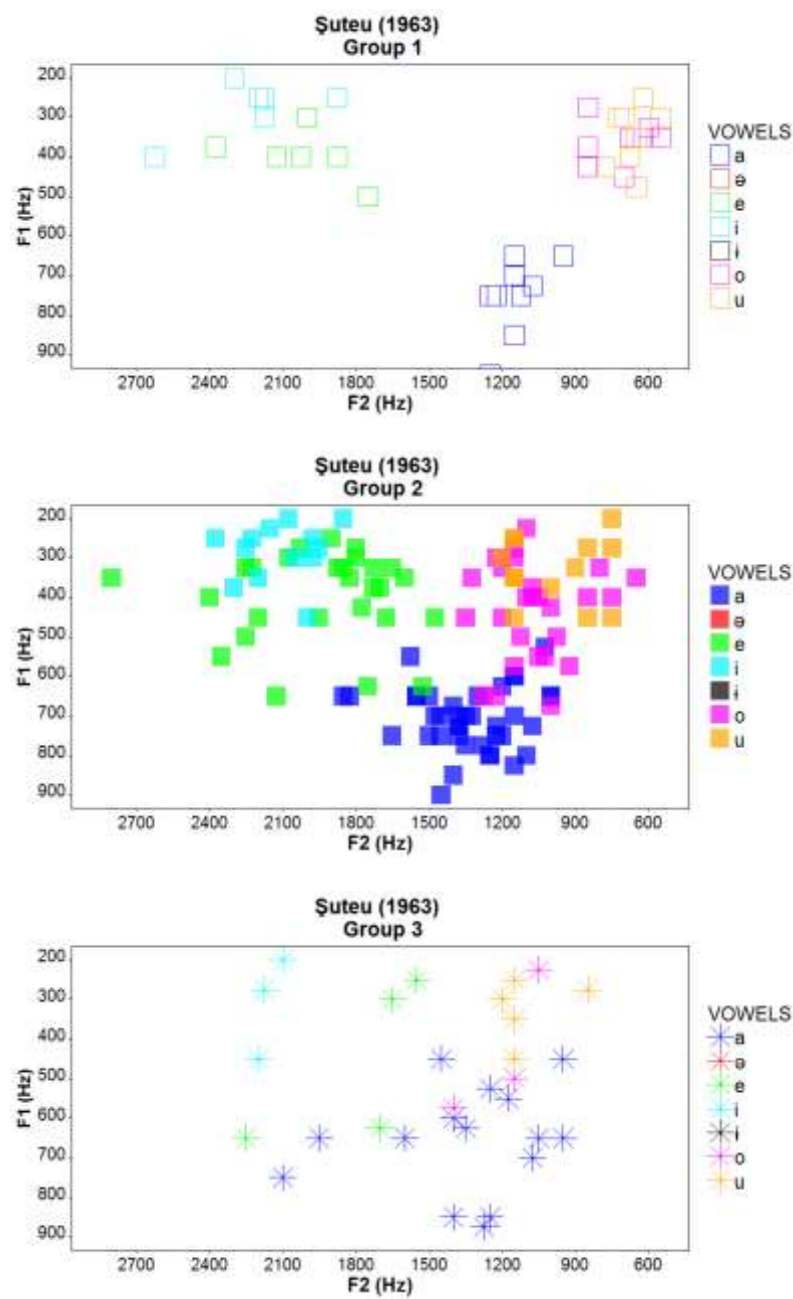 Şuteu (1963)
Group 1
200
300
400
500
600
700
800
900
F1 (Hz)
2700 2400 2100 1800 1500 1200 900 600
F2 (Hz)
VOWELS
a
ə
e
i
ɨ
o
u
Şuteu (1963)
Group 2
200
300
400
500
600
700
800
900
F1 (Hz)
2700 2400 2100 1800 1500 1200 900 600
F2 (Hz)
VOWELS
a
ə
e
i
ɨ
o
u
Şuteu (1963)
Group 3
200
300
400
500
600
700
800
900
F1 (Hz)
2700 2400 2100 1800 1500 1200 900 600
F2 (Hz)
VOWELS
a
ə
e
i
ɨ
o
u